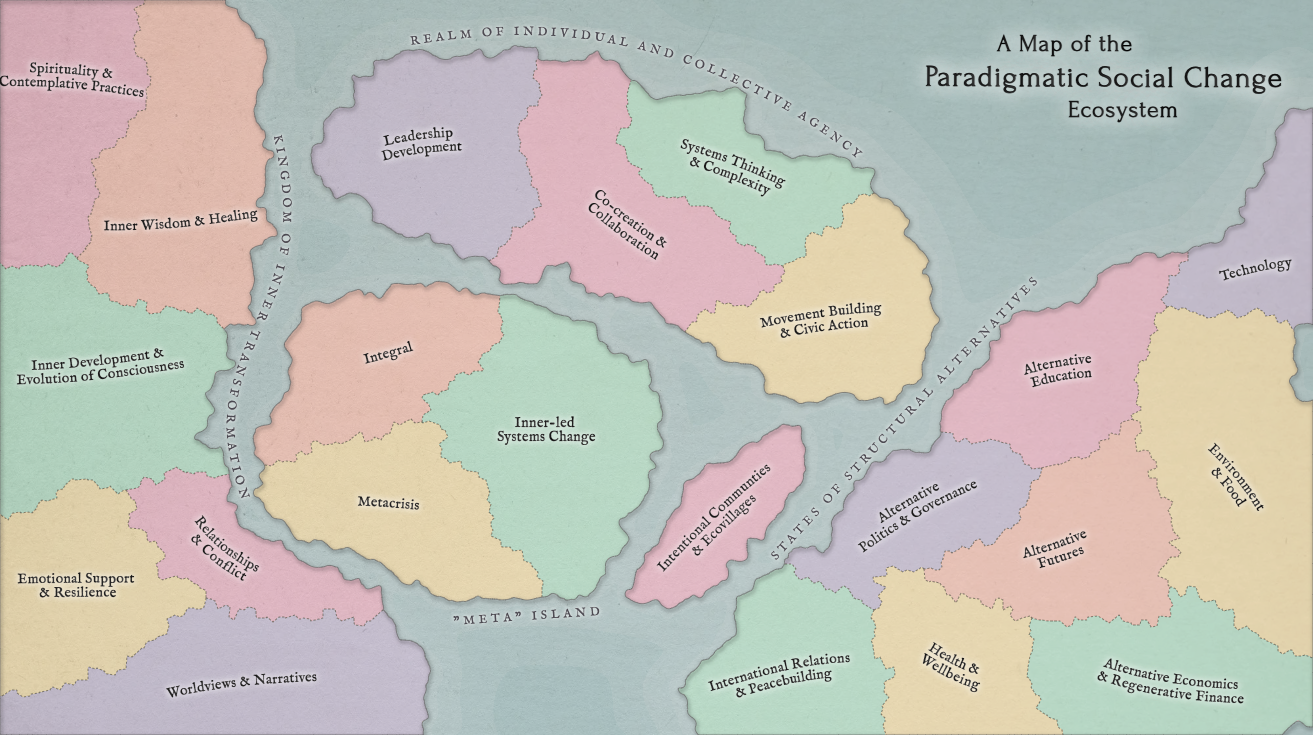 A Map of the
Paradigmatic Social Change
Ecosystem
REALM OF INDIVIDUAL AND COLLECTIVE AGENCY
Leadership
Development
Co-creation &
Collaboration
Systems Thinking
& Complexity
Movement Building
& Civic Action
KINGDOM OF INNER TRANSFORMATION
Spirituality &
Contemplative Practices
Inner Wisdom & Healing
Inner Development &
Evolution of Consciousness
Relationships
& Conflict
Emotional Support
& Resilience
Worldviews & Narratives
Integral
Inner-led
Systems Change
Metacrisis
"META" ISLAND
Intentional Communties
& Ecovillages
STATES OF STRUCTURAL ALTERNATIVES
Technology
Alternative
Education
Environment
& Food
Alternative
Politics & Governance
Alternative
Futures
International Relations
& Peacebuilding
Health &
Wellbeing
Alternative Economics
& Regenerative Finance